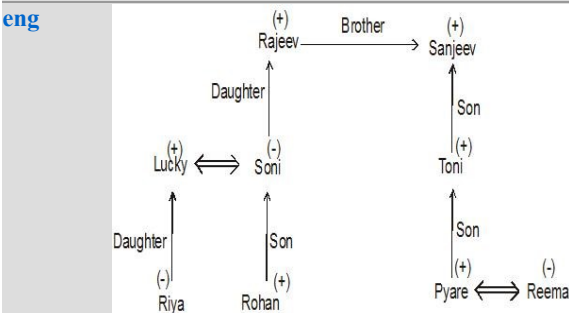 eng
(+) Brother (+)
Rajeev Sanjeev
Daughter Son
(+) (-) (+)
Lucky Soni Toni
Daughter Son Son
(-) (+) (+) (-)
Riya Rohan Pyare Reema